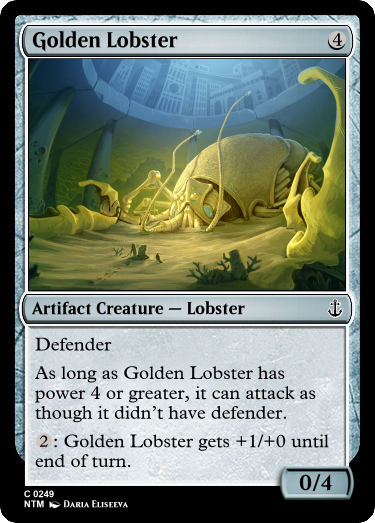 Golden Lobster 4
Artifact Creature — Lobster
Defender
As long as Golden Lobster has
power 4 or greater, it can attack as
though it didn't have defender.
2 : Golden Lobster gets +1/+0 until
end of turn.
0/4
C 0249
NTM Daria Eliseeva